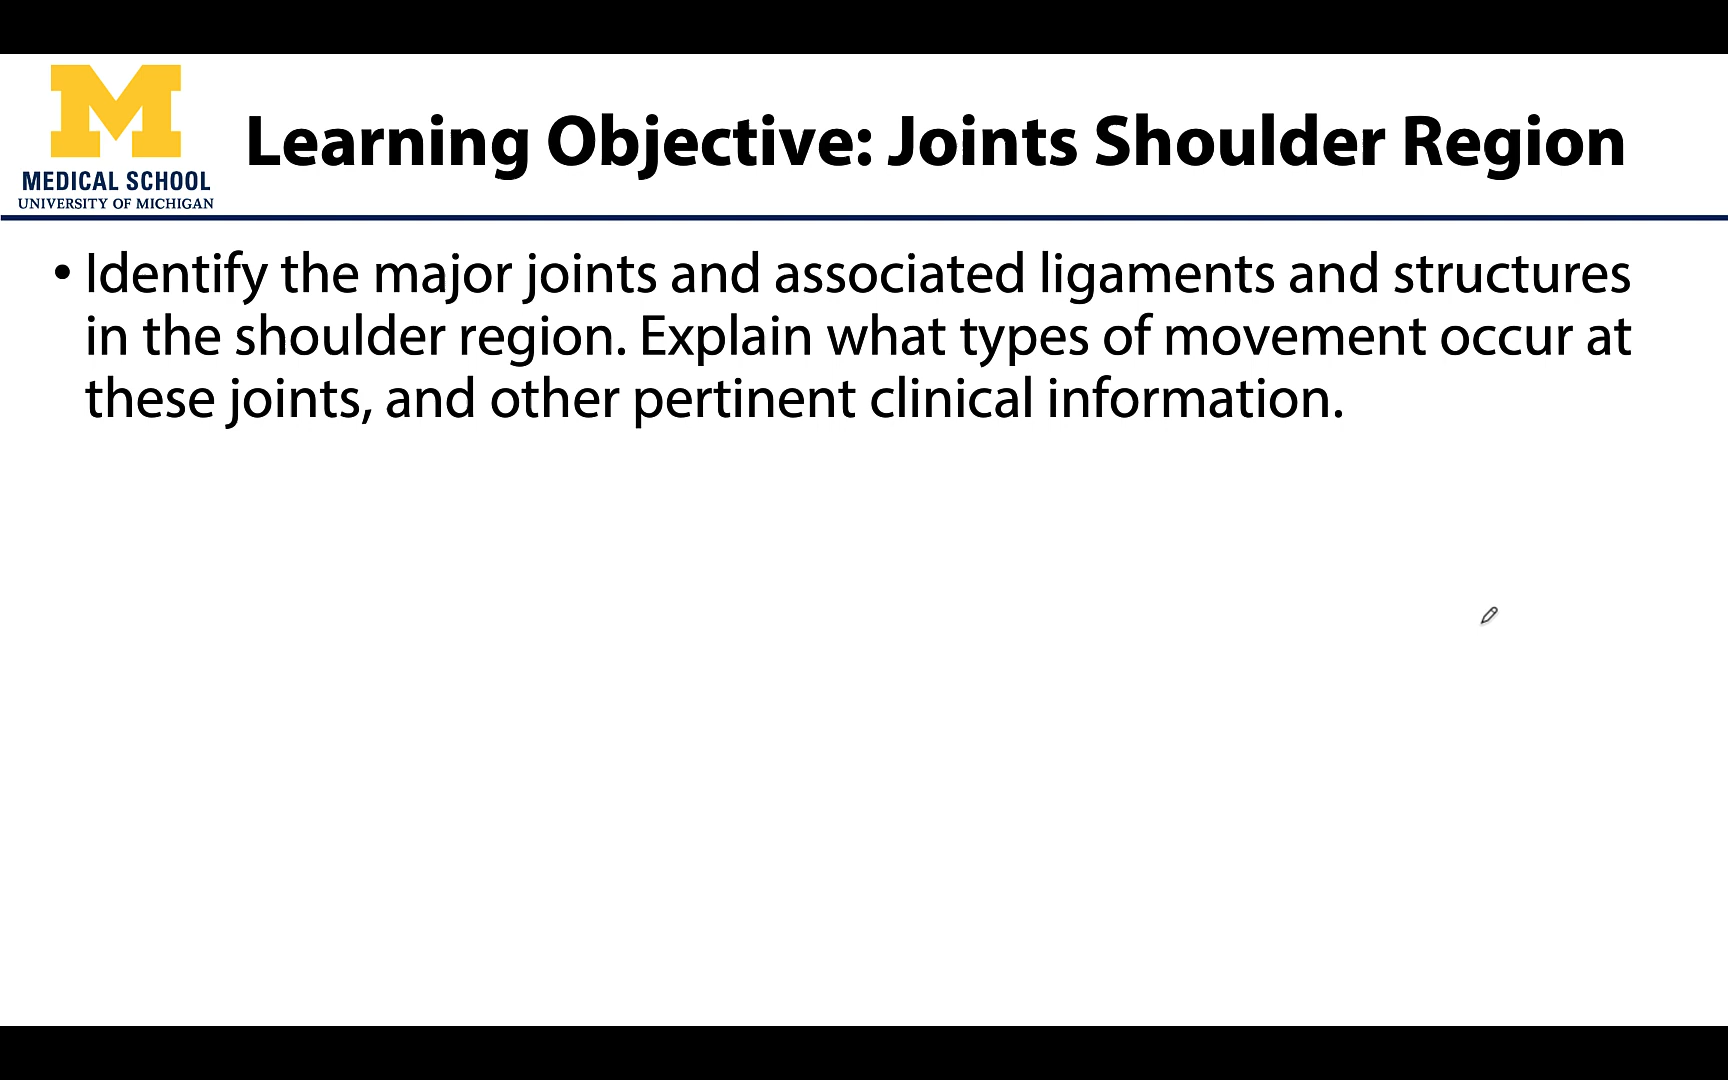 M
MEDICAL SCHOOL
UNIVERSITY OF MICHIGAN
Learning Objective: Joints Shoulder Region
• Identify the major joints and associated ligaments and structures
in the shoulder region. Explain what types of movement occur at
these joints, and other pertinent clinical information.